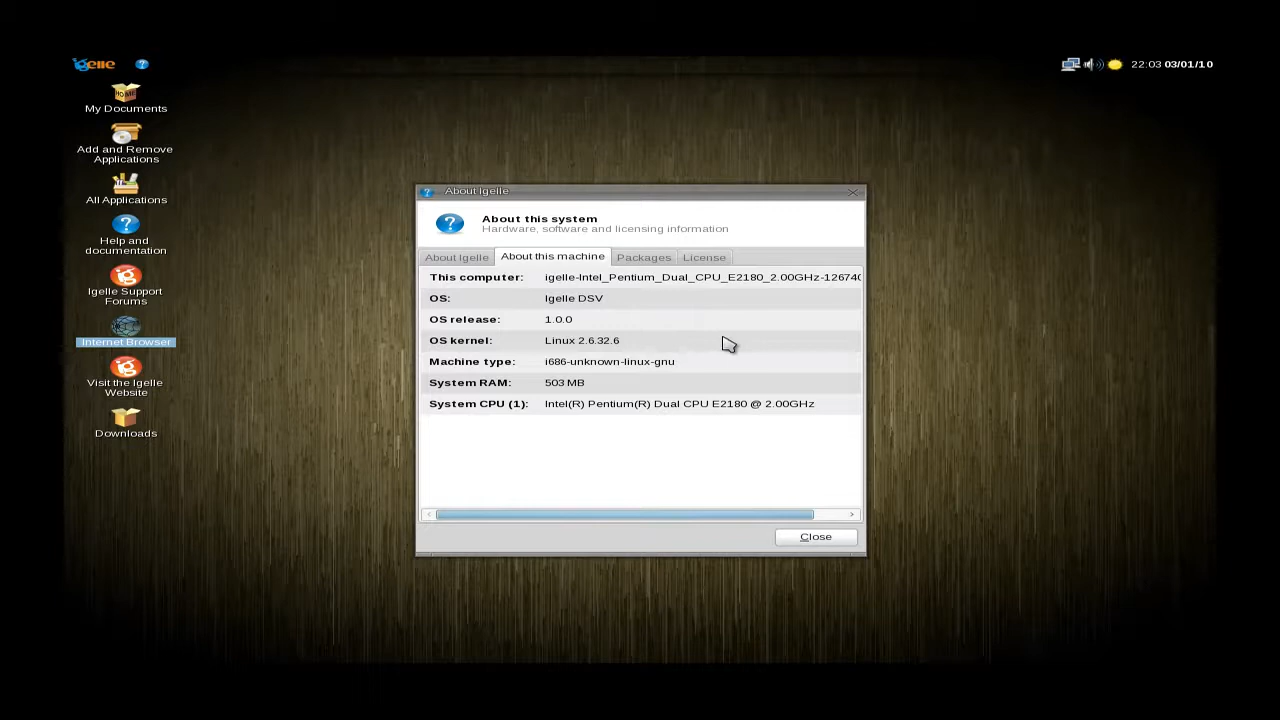 igelle
22:03 03/01/10
My Documents
Add and Remove
Applications
All Applications
Help and
documentation
Igelle Support
Forums
Internet Browser
Visit the Igelle
Website
Downloads
About Igelle
About this system
Hardware, software and licensing information
About Igelle About this machine Packages License
This computer: igelle-Intel_Pentium_Dual_CPU_E2180_2.00GHz-126740
OS: Igelle DSV
OS release: 1.0.0
OS kernel: Linux 2.6.32.6
Machine type: i686-unknown-linux-gnu
System RAM: 503 MB
System CPU (1): Intel(R) Pentium(R) Dual CPU E2180 @ 2.00GHz
Close